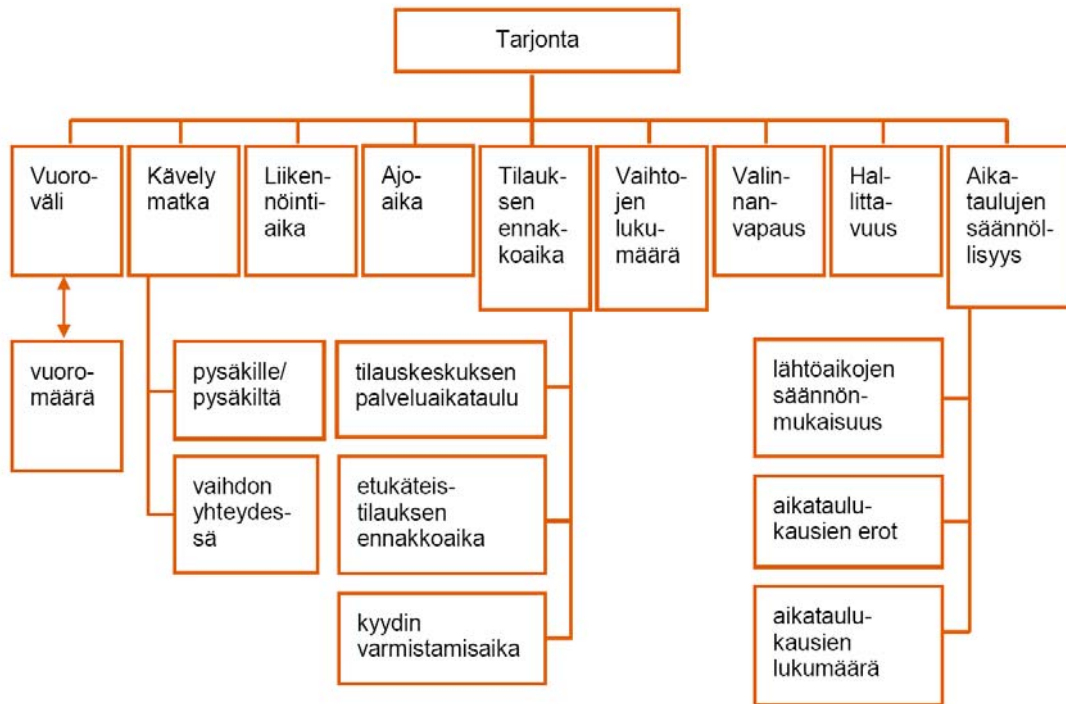 Tarjonta
Vuoro-
väli
Kävely
matka
Liiken-
nöinti-
aika
Ajo-
aika
Tilauk-
sen
ennak-
koaika
Vaihto-
jen
luku-
määrä
Valin-
nan-
vapaus
Hal-
litta-
vuus
Aika-
taulujen
säännöl-
lisyys
vuoro-
määrä
pysäkille/
pysäkiltä
vaihdon
yhteydes-
sä
tilauskeskuksen
palveluaikataulu
etukäteis-
tilauksen
ennakkoaika
kyydin
varmistamisaika
lähtöaikojen
säännön-
mukaisuus
aikataulu-
kausien erot
aikataulu-
kausien
lukumäärä